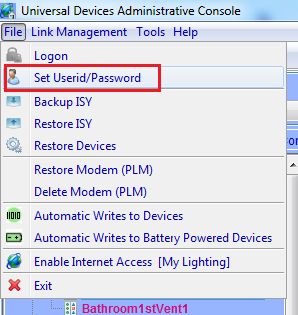 Universal Devices Administrative Console
File Link Management Tools Help
Logon
Set Userid/Password
Backup ISY
Restore ISY
Restore Devices
Restore Modem (PLM)
Delete Modem (PLM)
Automatic Writes to Devices
Automatic Writes to Battery Powered Devices
Enable Internet Access [My Lighting]
Exit
Bathroom1stVent1